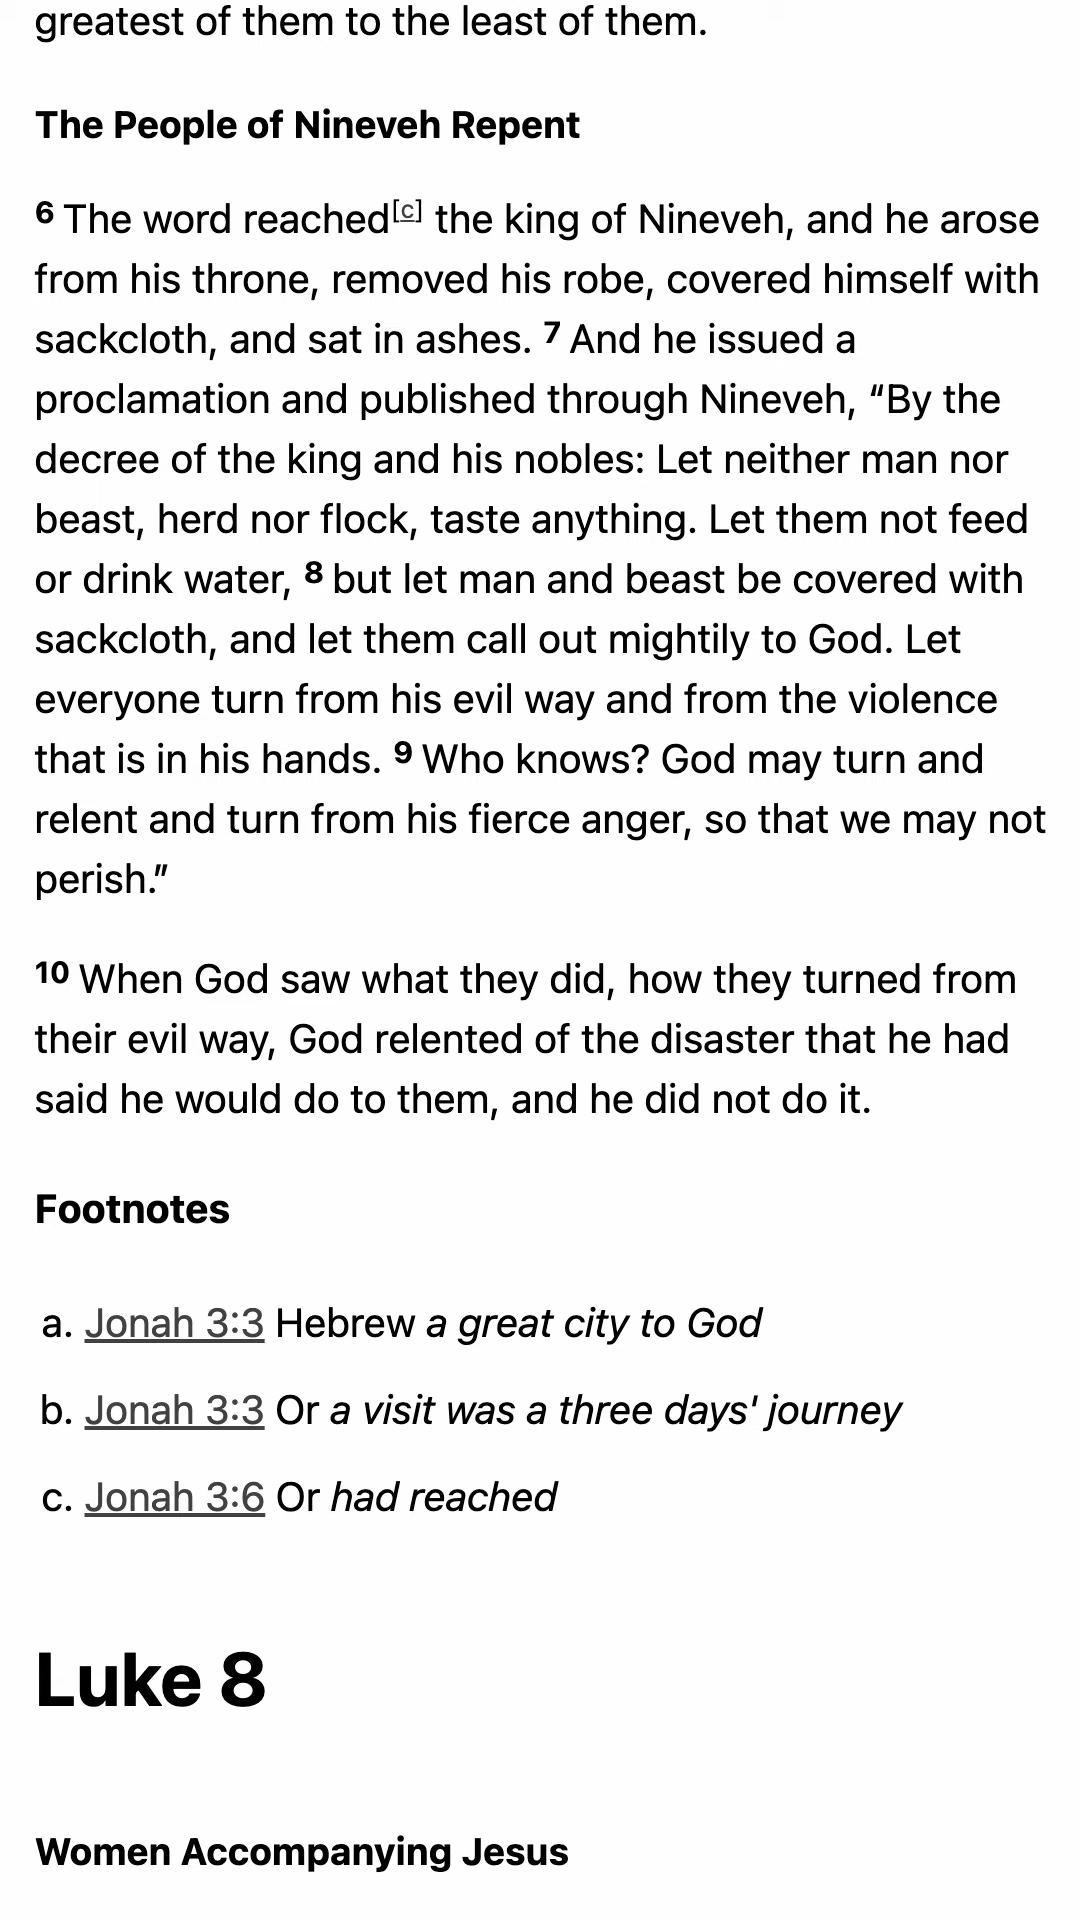 greatest of them to the least of them.
The People of Nineveh Repent
6 The word reached[c] the king of Nineveh, and he arose
from his throne, removed his robe, covered himself with
sackcloth, and sat in ashes. 7 And he issued a
proclamation and published through Nineveh, “By the
decree of the king and his nobles: Let neither man nor
beast, herd nor flock, taste anything. Let them not feed
or drink water, 8 but let man and beast be covered with
sackcloth, and let them call out mightily to God. Let
everyone turn from his evil way and from the violence
that is in his hands. 9 Who knows? God may turn and
relent and turn from his fierce anger, so that we may not
perish.”
10 When God saw what they did, how they turned from
their evil way, God relented of the disaster that he had
said he would do to them, and he did not do it.
Footnotes
a. Jonah 3:3 Hebrew a great city to God
b. Jonah 3:3 Or a visit was a three days' journey
c. Jonah 3:6 Or had reached
Luke 8
Women Accompanying Jesus